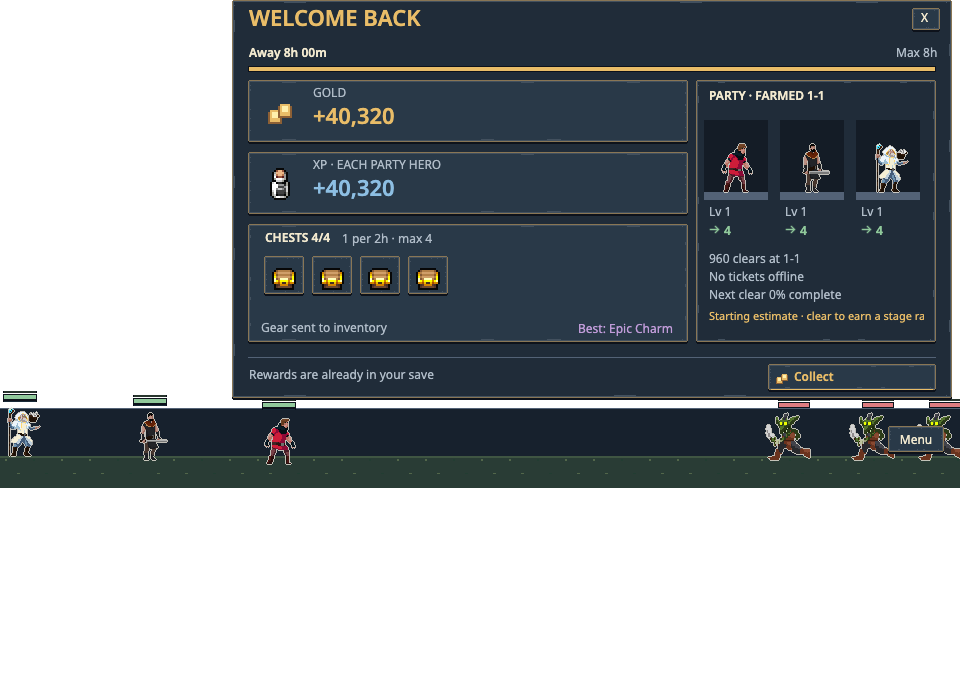 WELCOME BACK
X
Away 8h 00m
Max 8h
GOLD
+40,320
XP · EACH PARTY HERO
+40,320
CHESTS 4/4
1 per 2h · max 4
Gear sent to inventory
Best: Epic Charm
PARTY · FARMED 1-1
Lv 1
→ 4
Lv 1
→ 4
Lv 1
→ 4
960 clears at 1-1
No tickets offline
Next clear 0% complete
Starting estimate · clear to earn a stage ra
Rewards are already in your save
Collect
Menu